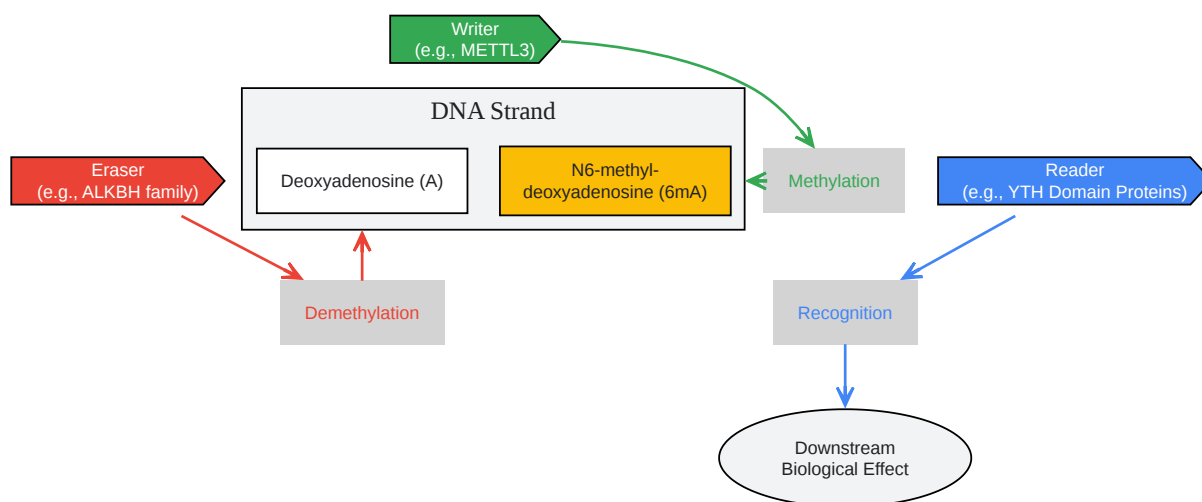 Writer
(e.g., METTL3)
DNA Strand
Eraser
(e.g., ALKBH family)
Deoxyadenosine (A)
N6-methyl-
deoxyadenosine (6mA)
Methylation
Reader
(e.g., YTH Domain Proteins)
Demethylation
Recognition
Downstream
Biological Effect